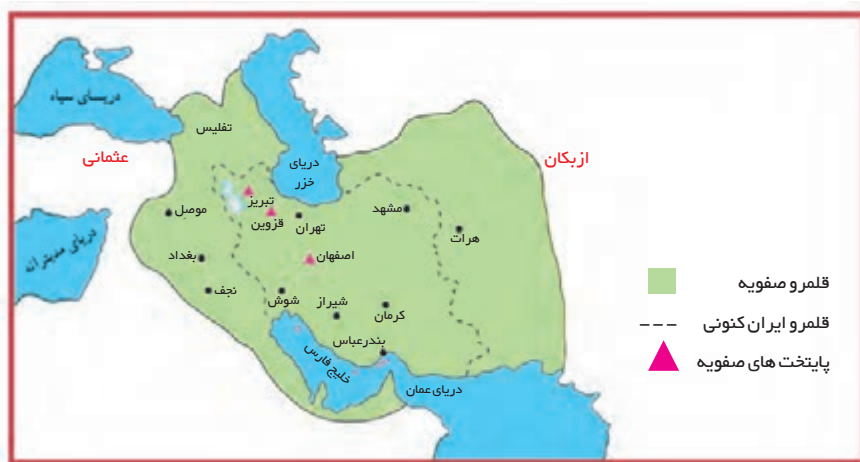 دریای سیاه
تفلیس
عثمانی
دریای
خزر
ازبکان
موصل
تبریز
قزوین
تهران
مشهد
هرات
دریای مدیترانه
بغداد
اصفهان
نجف
شوش
شیراز
کرمان
بندرعباس
خلیج فارس
دریای عمان
قلمرو صفویه
قلمرو ایران کنونی
پایتخت های صفویه